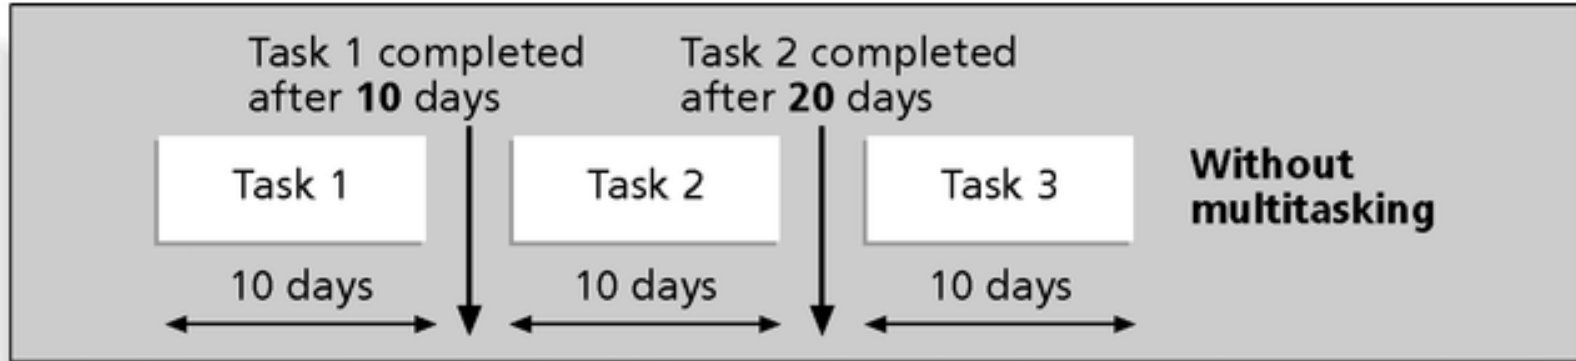 Task 1 completed
after 10 days
Task 2 completed
after 20 days
Task 1
Task 2
Task 3
Without
multitasking
10 days
10 days
10 days